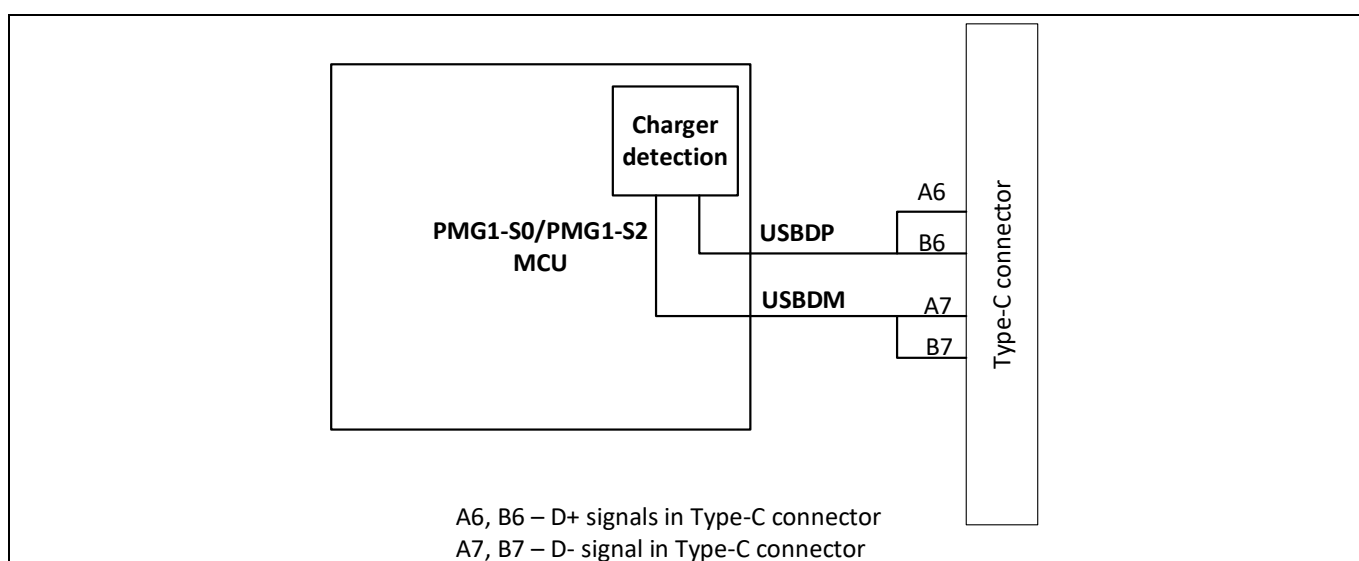 Charger
detection
PMG1-S0/PMG1-S2
MCU
USBDP
USBDM
A6
B6
A7
B7
Type-C connector
A6, B6 – D+ signals in Type-C connector
A7, B7 – D- signal in Type-C connector